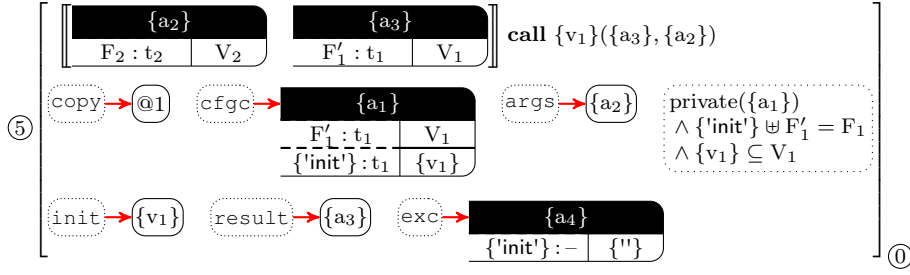 {a₂} {a₃}
F₂ : t₂ V₂ F′₁ : t₁ V₁ call {v₁}({a₃}, {a₂})
copy @1 cfgc {a₁} args {a₂} private({a₁})
⑤ F′₁ : t₁ V₁ ∧ {'init'} ⊎ F′₁ = F₁
{'init'} : t₁ {v₁} ∧ {v₁} ⊆ V₁
init {v₁} result {a₃} exc {a₄}
{'init'} : – {''}
⓪